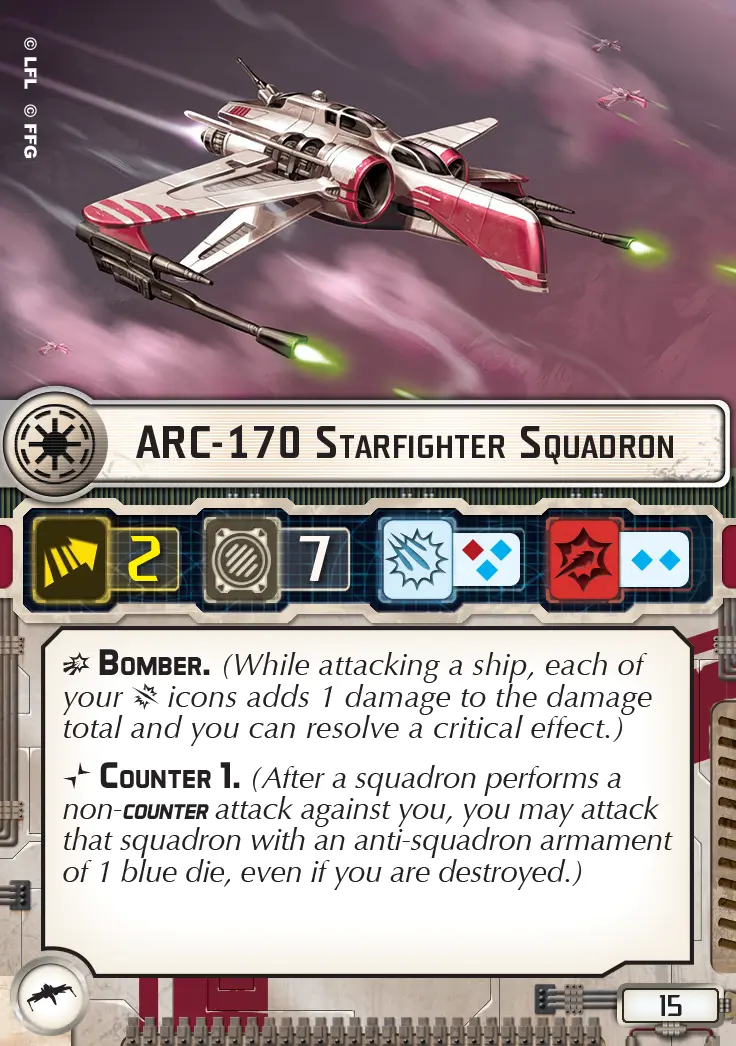 © LFL © FFG
ARC-170 Starfighter Squadron
2 7
Bomber. (While attacking a ship, each of
your icons adds 1 damage to the damage
total and you can resolve a critical effect.)
Counter 1. (After a squadron performs a
non-counter attack against you, you may attack
that squadron with an anti-squadron armament
of 1 blue die, even if you are destroyed.)
15